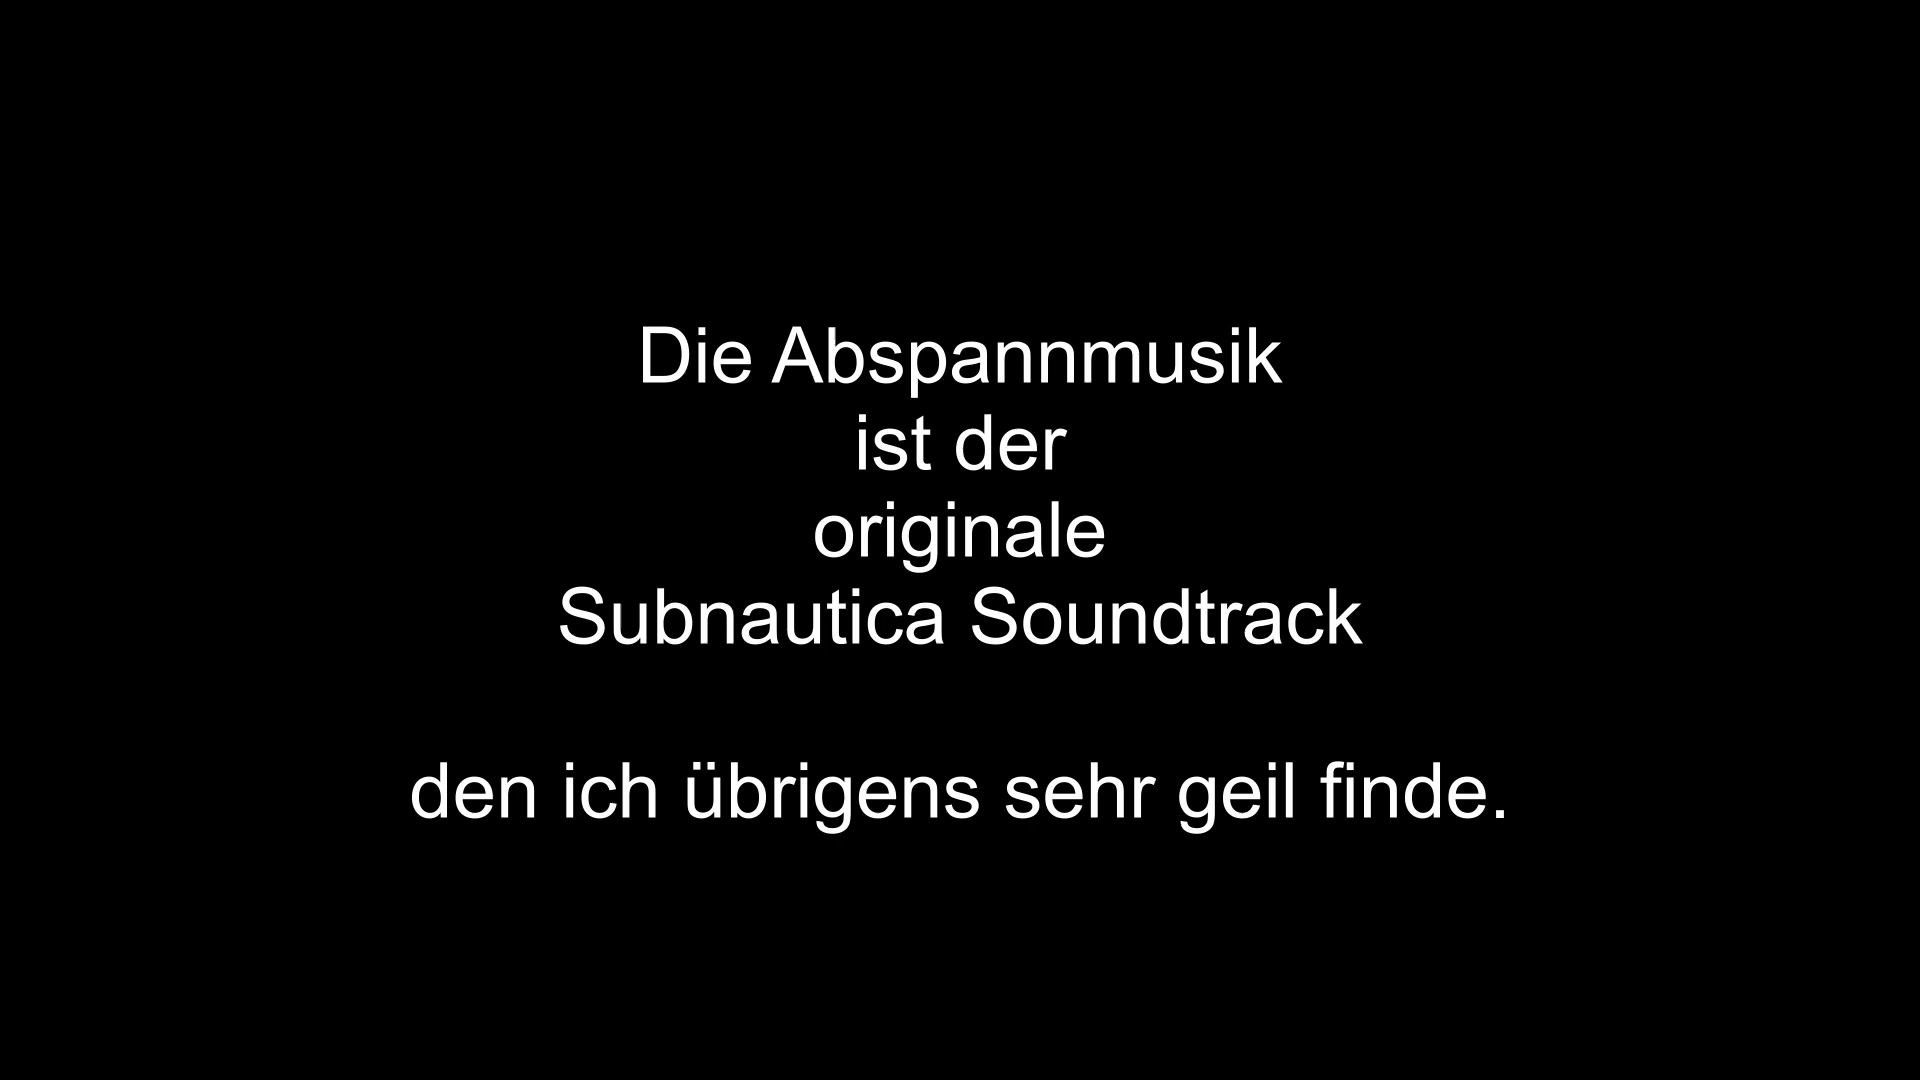 Die Abspannmusik
ist der
originale
Subnautica Soundtrack
den ich übrigens sehr geil finde.